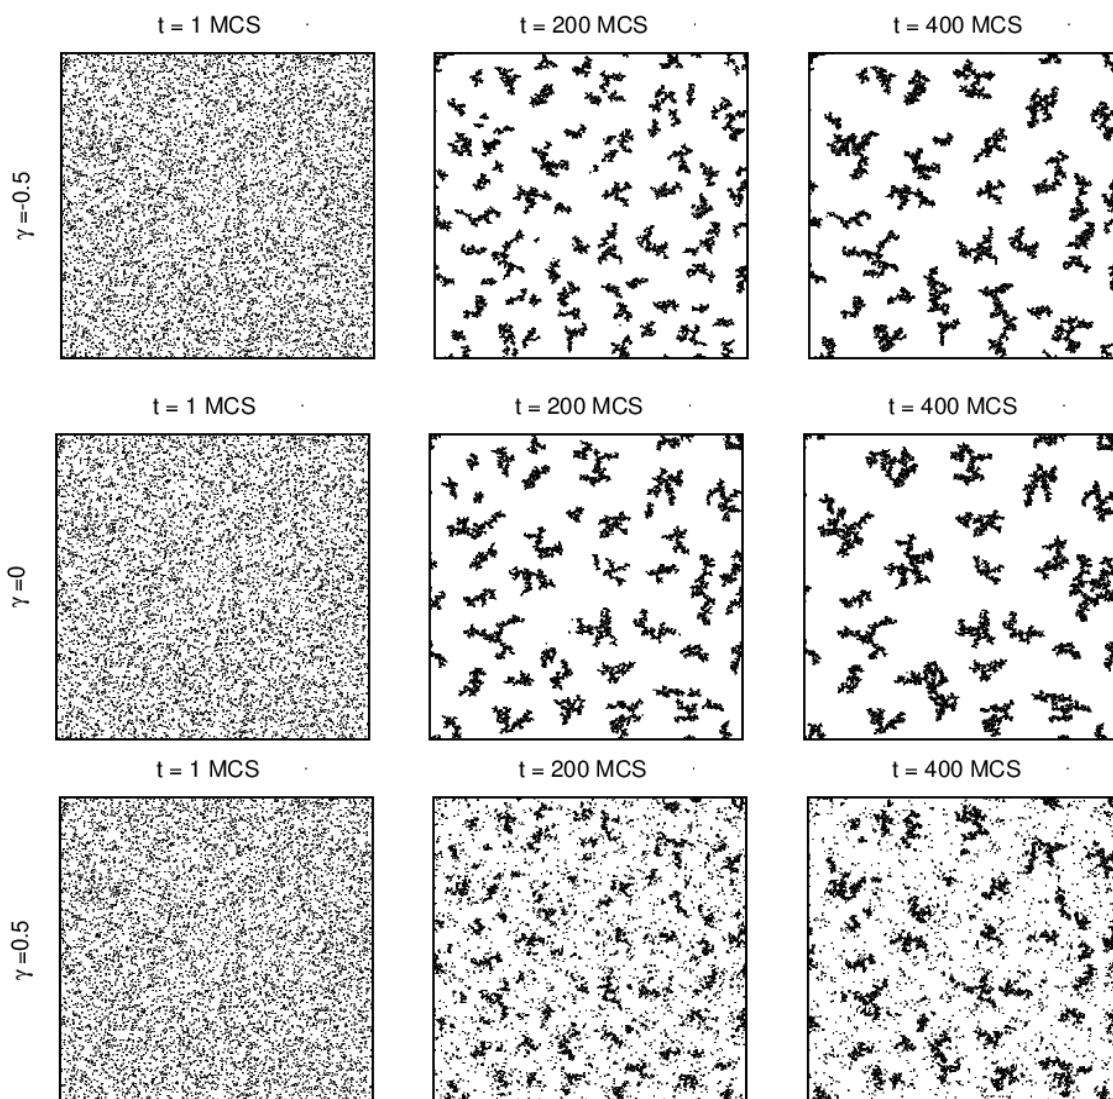 t = 1 MCS
t = 200 MCS
t = 400 MCS
γ=-0.5
t = 1 MCS
t = 200 MCS
t = 400 MCS
γ=0
t = 1 MCS
t = 200 MCS
t = 400 MCS
γ=0.5